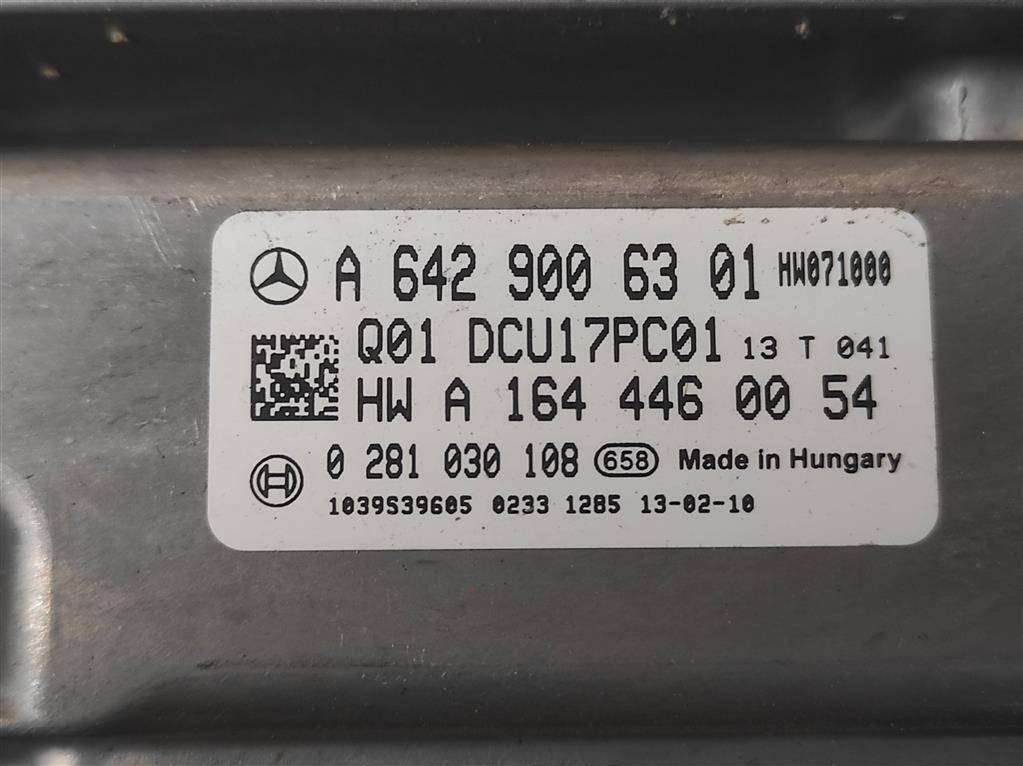 A 642 900 63 01 HW071000
Q01 DCU17PC01 13 T 041
HW A 164 446 00 54
0 281 030 108 658 Made in Hungary
1039S39605 0233 1285 13-02-10